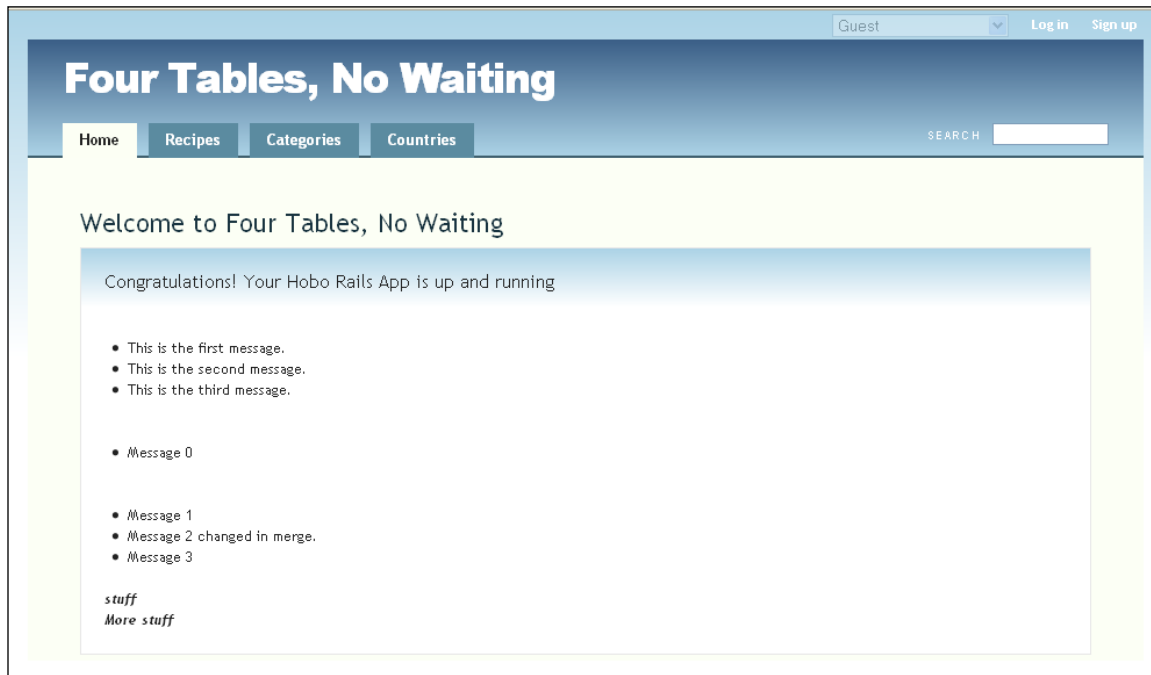 Guest Log in Sign up
Four Tables, No Waiting
Home Recipes Categories Countries SEARCH
Welcome to Four Tables, No Waiting
Congratulations! Your Hobo Rails App is up and running
• This is the first message.
• This is the second message.
• This is the third message.
• Message 0
• Message 1
• Message 2 changed in merge.
• Message 3
stuff
More stuff